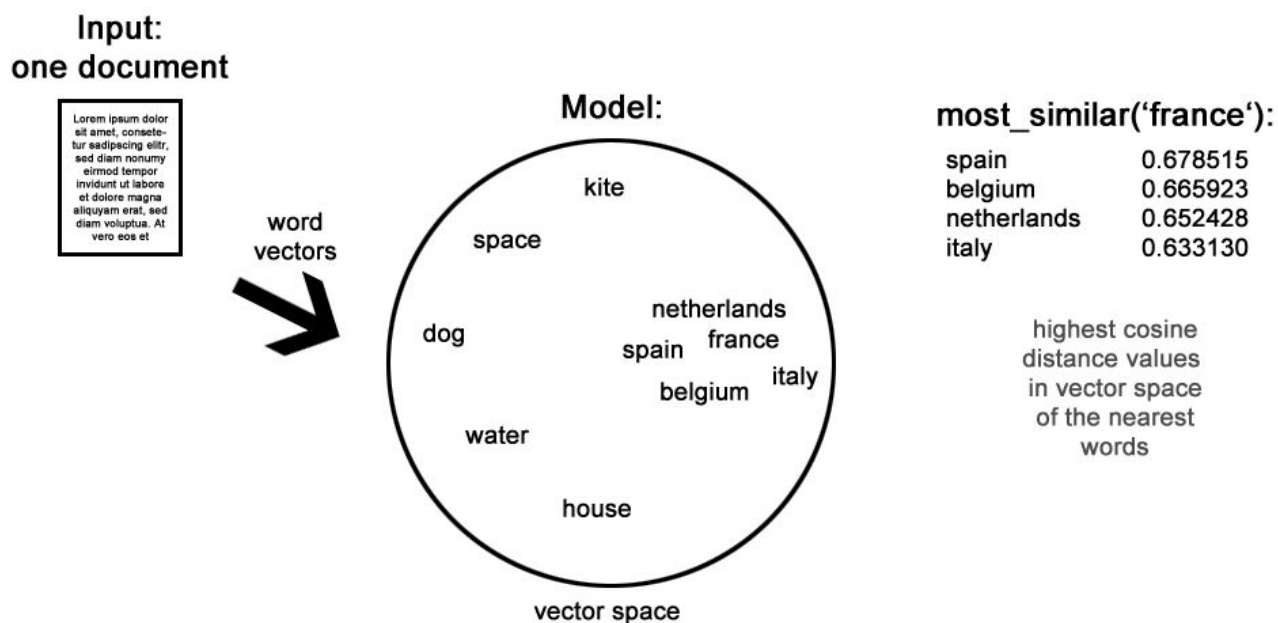 Input:
one document
Lorem ipsum dolor
sit amet, consete-
tur sadipscing elitr,
sed diam nonumy
eirmod tempor
invidunt ut labore
et dolore magna
aliquyam erat, sed
diam voluptua. At
vero eos et
word
vectors
Model:
kite
space
dog
netherlands
france
spain
italy
belgium
water
house
vector space
most_similar(‘france‘):
spain 0.678515
belgium 0.665923
netherlands 0.652428
italy 0.633130
highest cosine
distance values
in vector space
of the nearest
words